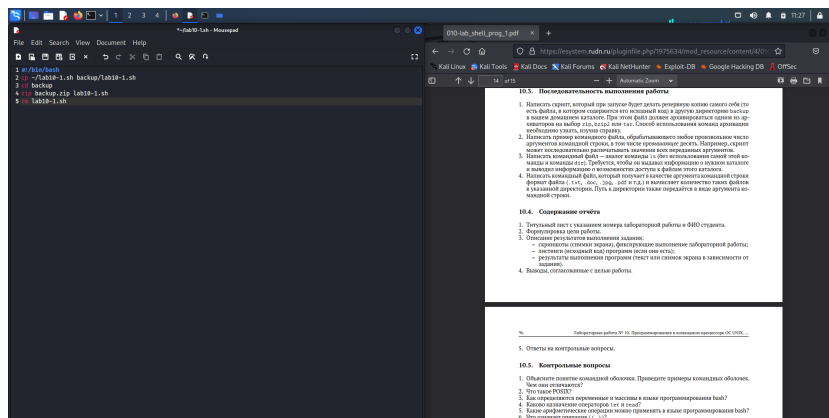 1 2 3 4
11:27
*~/lab10-1.sh - Mousepad
File Edit Search View Document Help
1 #!/bin/bash
2 cp ~/lab10-1.sh backup/lab10-1.sh
3 cd backup
4 zip backup.zip lab10-1.sh
5 rm lab10-1.sh
010-lab_shell_prog_1.pdf
https://esystem.rudn.ru/pluginfile.php/1975634/mod_resource/content/4/010
Kali Linux Kali Tools Kali Docs Kali Forums Kali NetHunter Exploit-DB Google Hacking DB OffSec
14 of 15 Automatic Zoom
10.3. Последовательность выполнения работы
1. Написать скрипт, который при запуске будет делать резервную копию самого себя (то
есть файла, в котором содержится его исходный код) в другую директорию backup
в вашем домашнем каталоге. При этом файл должен архивироваться одним из ар-
хиваторов на выбор zip, bzip2 или tar. Способ использования команд архивации
необходимо узнать, изучив справку.
2. Написать пример командного файла, обрабатывающего любое произвольное число
аргументов командной строки, в том числе превышающее десять. Например, скрипт
может последовательно распечатывать значения всех переданных аргументов.
3. Написать командный файл — аналог команды ls (без использования самой этой ко-
манды и команды dir). Требуется, чтобы он выдавал информацию о нужном каталоге
и выводил информацию о возможностях доступа к файлам этого каталога.
4. Написать командный файл, который получает в качестве аргумента командной строки
формат файла (.txt, .doc, .jpg, .pdf и т.д.) и вычисляет количество таких файлов
в указанной директории. Путь к директории также передаётся в виде аргумента ко-
мандной строки.
10.4. Содержание отчёта
1. Титульный лист с указанием номера лабораторной работы и ФИО студента.
2. Формулировка цели работы.
3. Описание результатов выполнения задания:
– скриншоты (снимки экрана), фиксирующие выполнение лабораторной работы;
– листинги (исходный код) программ (если они есть);
– результаты выполнения программ (текст или снимок экрана в зависимости от
задания).
4. Выводы, согласованные с целью работы.
96 Лабораторная работа № 10. Программирование в командном процессоре ОС UNIX, ...
5. Ответы на контрольные вопросы.
10.5. Контрольные вопросы
1. Объясните понятие командной оболочки. Приведите примеры командных оболочек.
Чем они отличаются?
2. Что такое POSIX?
3. Как определяются переменные и массивы в языке программирования bash?
4. Каково назначение операторов let и read?
5. Какие арифметические операции можно применять в языке программирования bash?
6. Что означает операция (( ))?